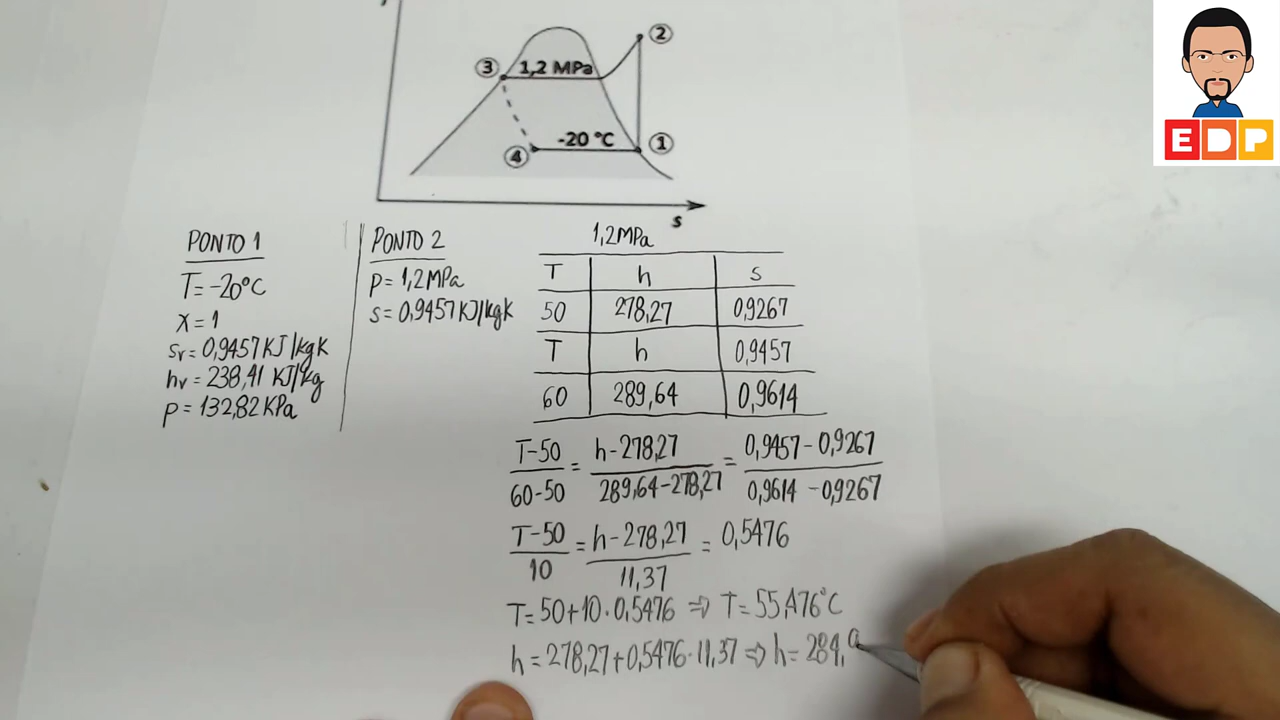 2
3
1,2 MPa
-20 °C
1
4
s
EDP
PONTO 1
T = -20°C
x = 1
sv = 0,9457 KJ/kgK
hv = 238,41 KJ/kg
P = 132,82 KPa
PONTO 2
P = 1,2 MPa
s = 0,9457 KJ/kgK
1,2 MPa
T h s
50 278,27 0,9267
T h 0,9457
60 289,64 0,9614
T-50 / 60-50 = h-278,27 / 289,64-278,27 = 0,9457-0,9267 / 0,9614-0,9267
T-50 / 10 = h-278,27 / 11,37 = 0,5476
T = 50+10·0,5476 ⇒ T = 55,476°C
h = 278,27+0,5476·11,37 ⇒ h = 284,